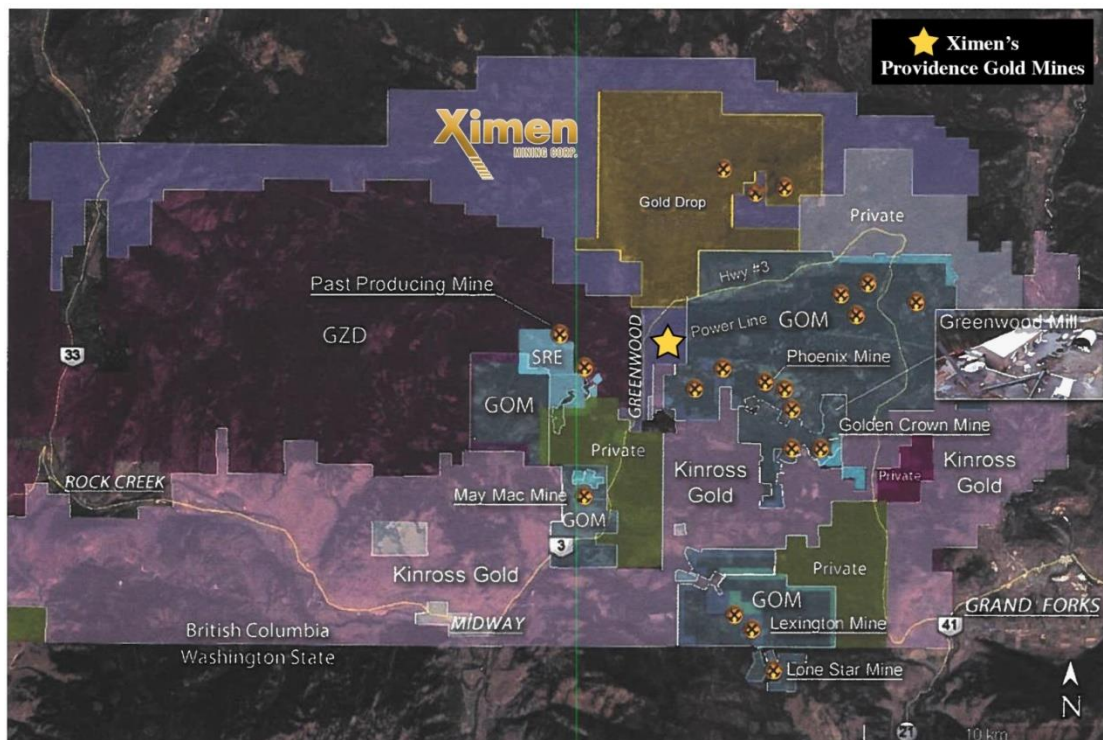 Ximen's
Providence Gold Mines
Ximen
MINING CORP.
Gold Drop
Private
Hwy #3
Past Producing Mine
GZD
Power Line
GOM
Greenwood Mill
33
SRE
GREENWOOD
Phoenix Mine
GOM
Golden Crown Mine
Private
Kinross
Gold
Private
Kinross
Gold
ROCK CREEK
May Mac Mine
GOM
3
Kinross Gold
Private
GOM
MIDWAY
Lexington Mine
GRAND FORKS
41
British Columbia
Washington State
Lone Star Mine
N
21
10 km